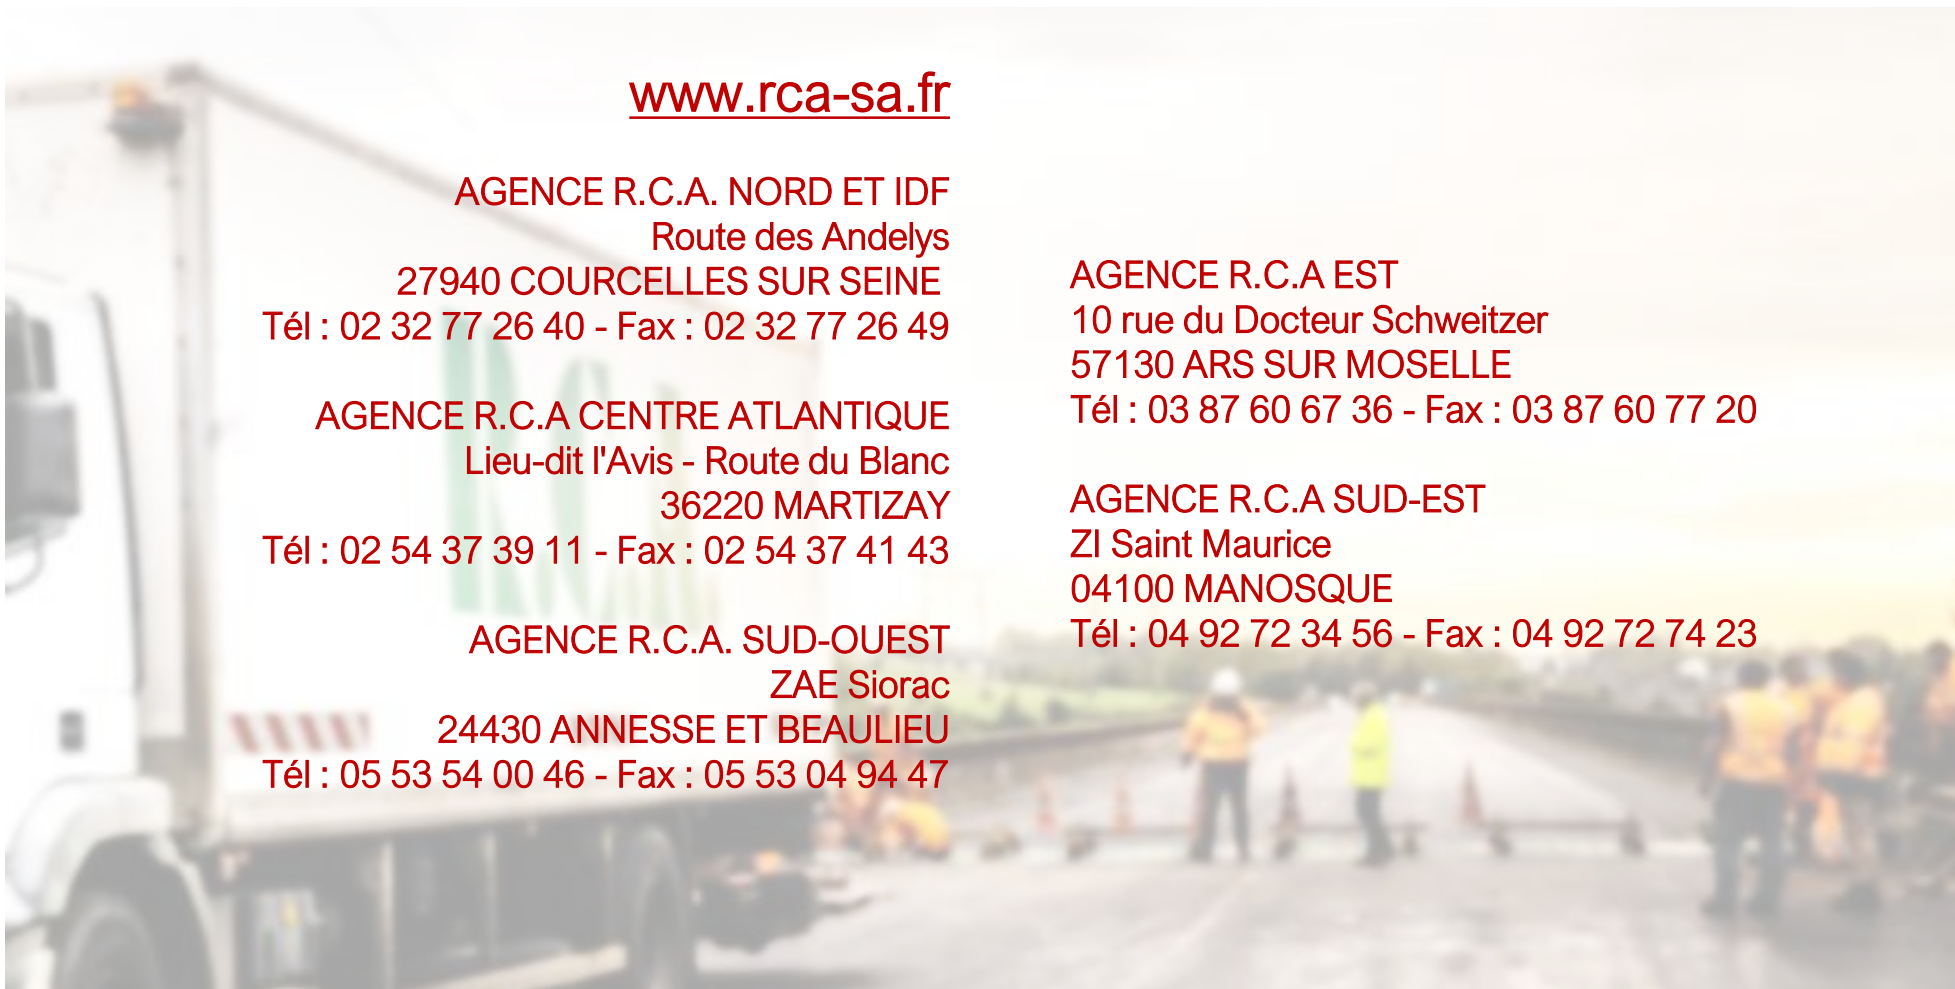 www.rca-sa.fr
AGENCE R.C.A. NORD ET IDF
Route des Andelys
27940 COURCELLES SUR SEINE
Tél : 02 32 77 26 40 - Fax : 02 32 77 26 49
AGENCE R.C.A CENTRE ATLANTIQUE
Lieu-dit l'Avis - Route du Blanc
36220 MARTIZAY
Tél : 02 54 37 39 11 - Fax : 02 54 37 41 43
AGENCE R.C.A. SUD-OUEST
ZAE Siorac
24430 ANNESSE ET BEAULIEU
Tél : 05 53 54 00 46 - Fax : 05 53 04 94 47
AGENCE R.C.A EST
10 rue du Docteur Schweitzer
57130 ARS SUR MOSELLE
Tél : 03 87 60 67 36 - Fax : 03 87 60 77 20
AGENCE R.C.A SUD-EST
ZI Saint Maurice
04100 MANOSQUE
Tél : 04 92 72 34 56 - Fax : 04 92 72 74 23